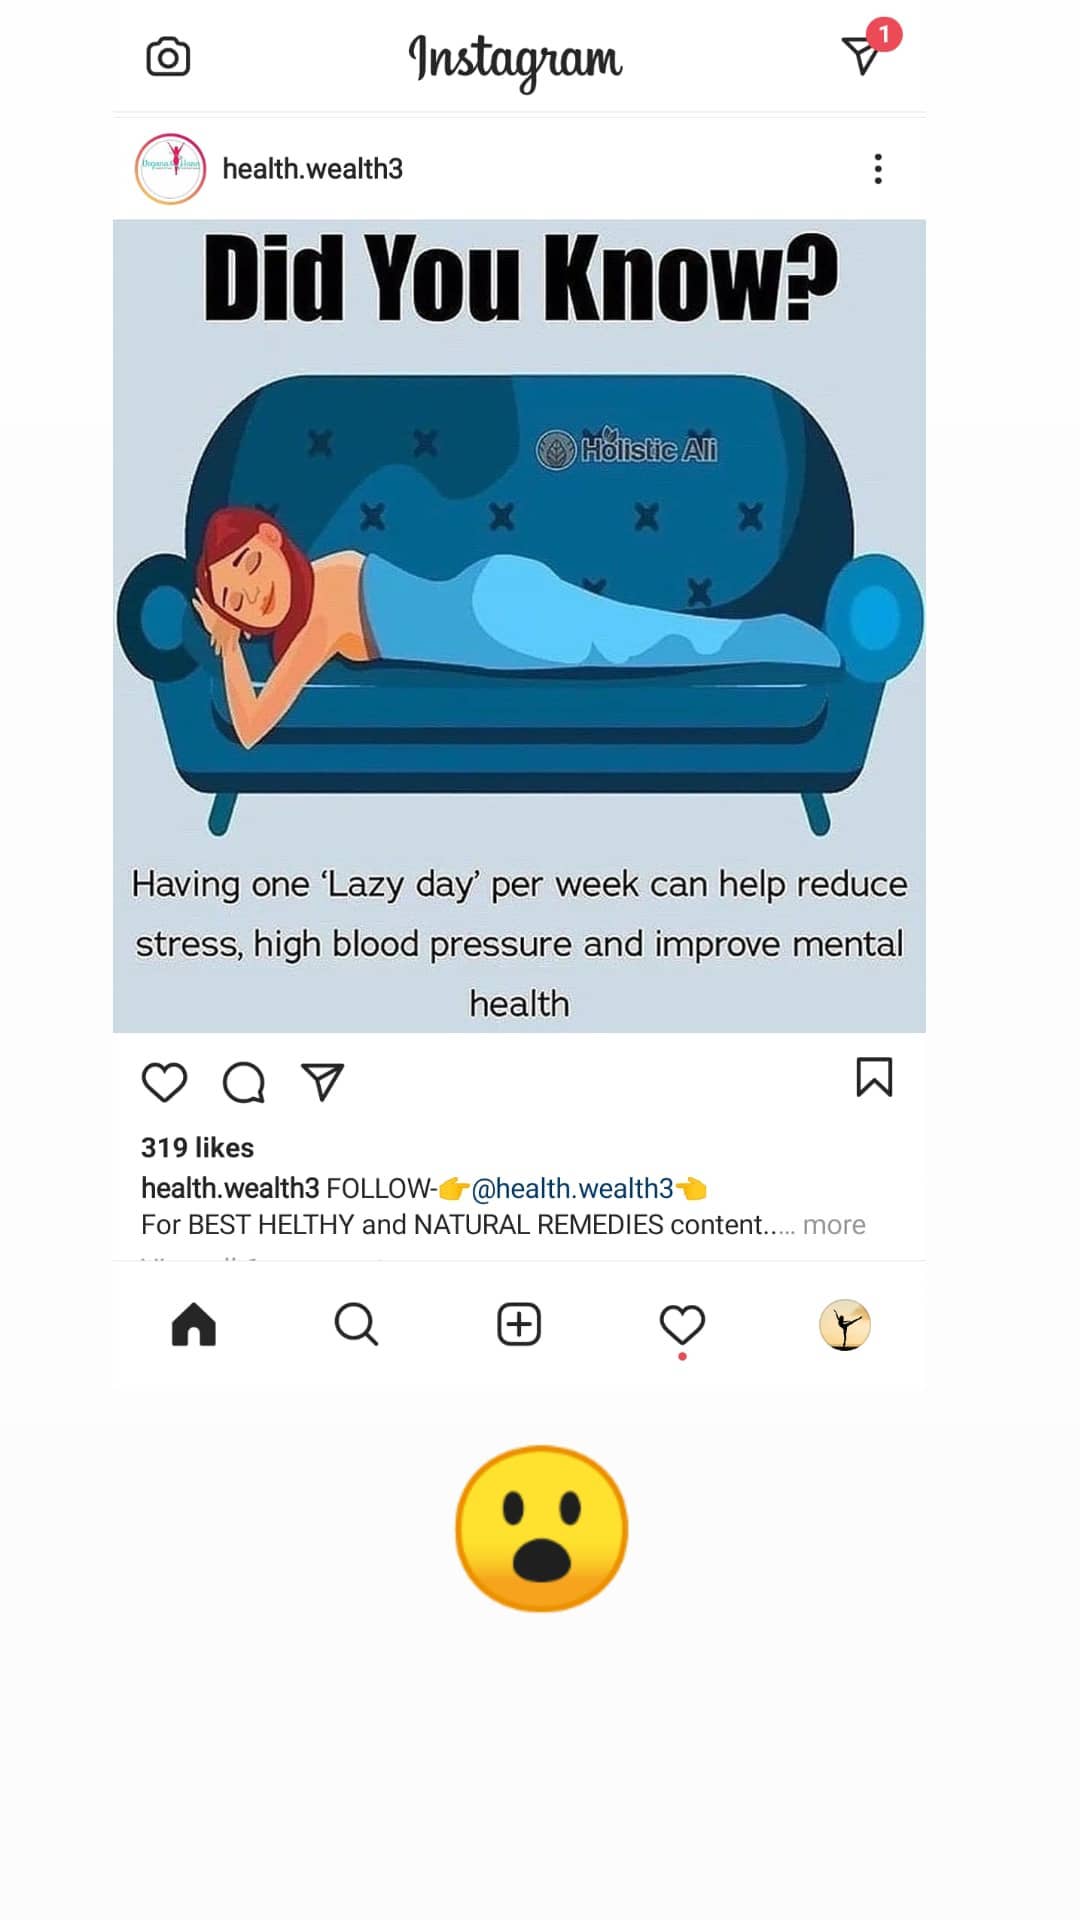 Instagram
1
health.wealth3
Did You Know?
Holistic Ali
Having one ‘Lazy day’ per week can help reduce
stress, high blood pressure and improve mental
health
319 likes
health.wealth3 FOLLOW-👉@health.wealth3👈
For BEST HELTHY and NATURAL REMEDIES content..... more